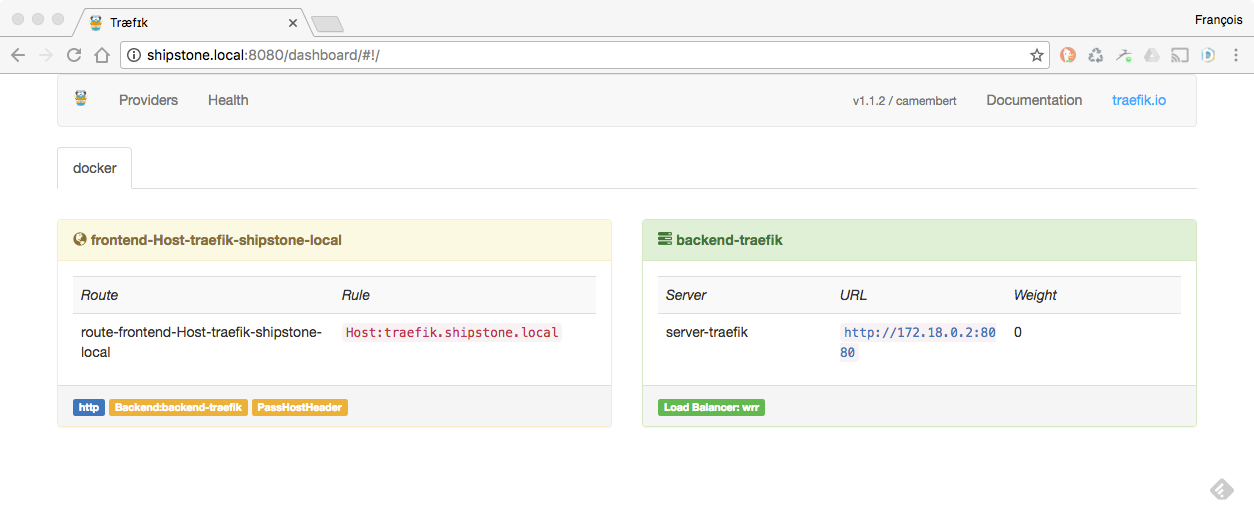 Træfɪk
François
shipstone.local:8080/dashboard/#!/
Providers Health v1.1.2 / camembert Documentation traefik.io
docker
frontend-Host-traefik-shipstone-local
Route Rule
route-frontend-Host-traefik-shipstone- Host:traefik.shipstone.local
local
http Backend:backend-traefik PassHostHeader
backend-traefik
Server URL Weight
server-traefik http://172.18.0.2:80 0
80
Load Balancer: wrr